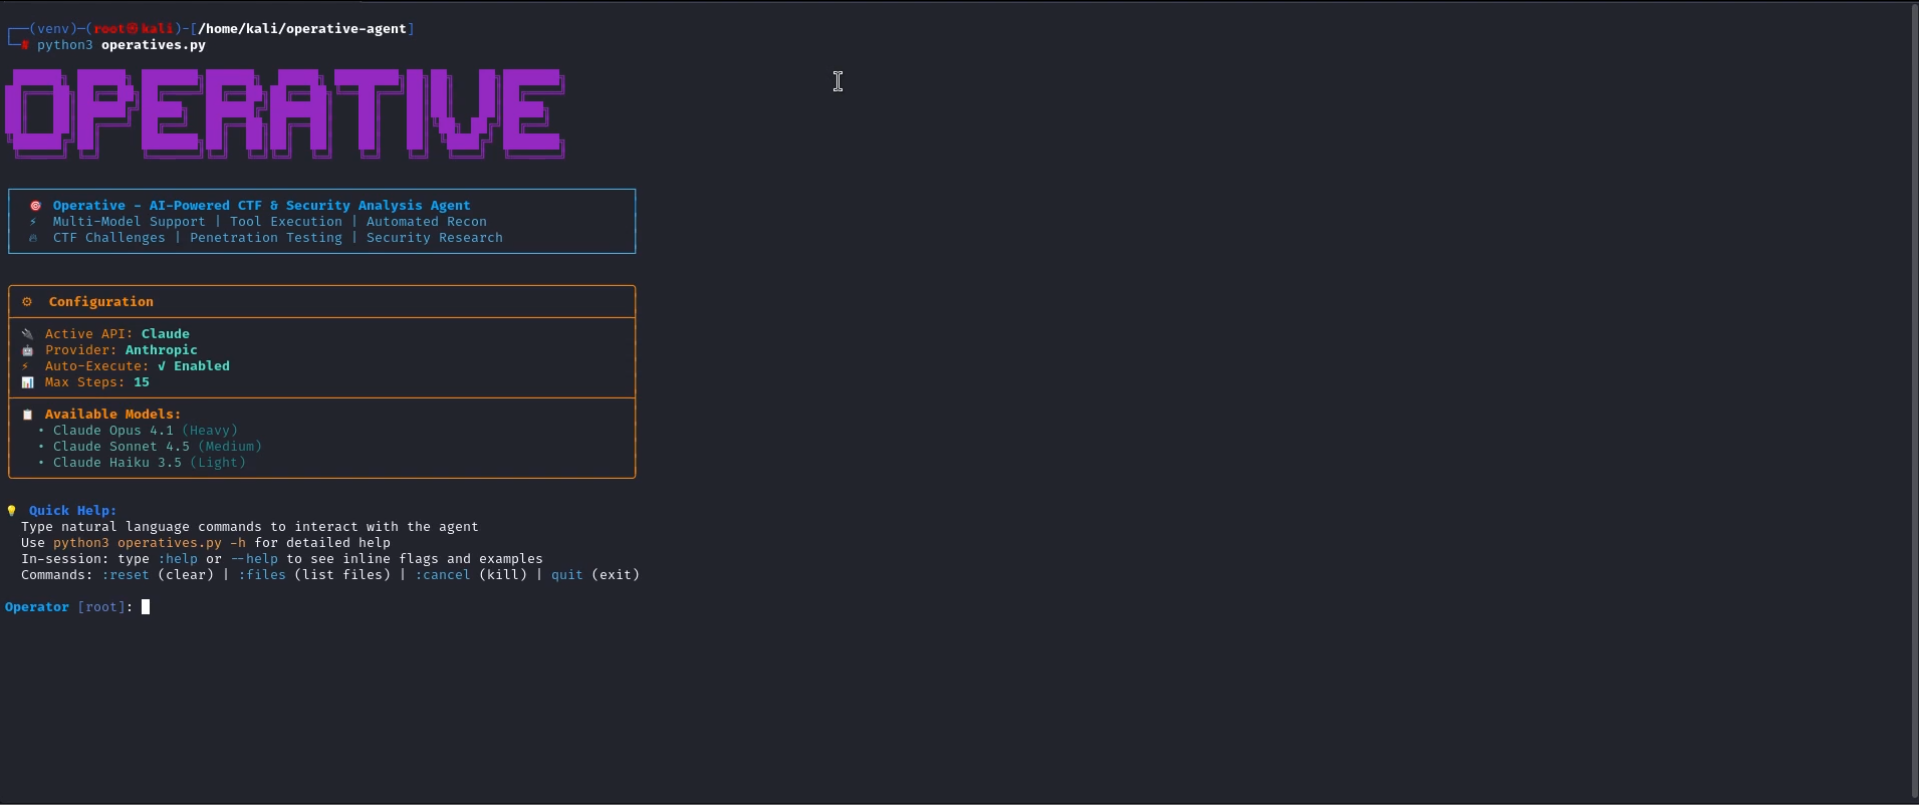 ┌──(venv)─(root㉿kali)-[/home/kali/operative-agent]
└─# python3 operatives.py
OPERATIVE
🎯 Operative - AI-Powered CTF & Security Analysis Agent
⚡ Multi-Model Support | Tool Execution | Automated Recon
🔥 CTF Challenges | Penetration Testing | Security Research
⚙ Configuration
🔌 Active API: Claude
🤖 Provider: Anthropic
⚡ Auto-Execute: √ Enabled
📊 Max Steps: 15
📋 Available Models:
• Claude Opus 4.1 (Heavy)
• Claude Sonnet 4.5 (Medium)
• Claude Haiku 3.5 (Light)
💡 Quick Help:
Type natural language commands to interact with the agent
Use python3 operatives.py -h for detailed help
In-session: type :help or --help to see inline flags and examples
Commands: :reset (clear) | :files (list files) | :cancel (kill) | quit (exit)
Operator [root]: